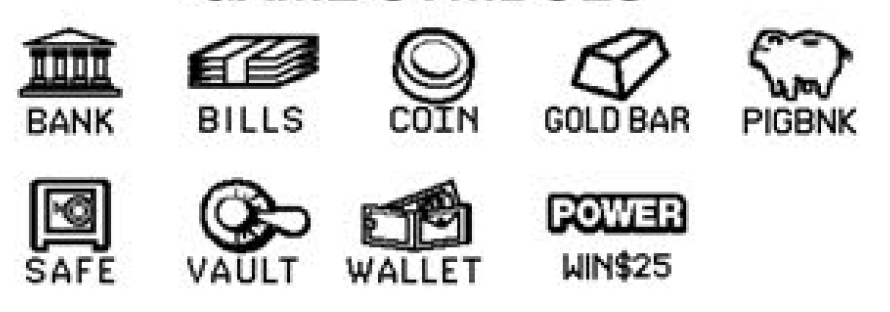 BANK BILLS COIN GOLD BAR PIGBNK
POWER
SAFE VAULT WALLET WIN$25